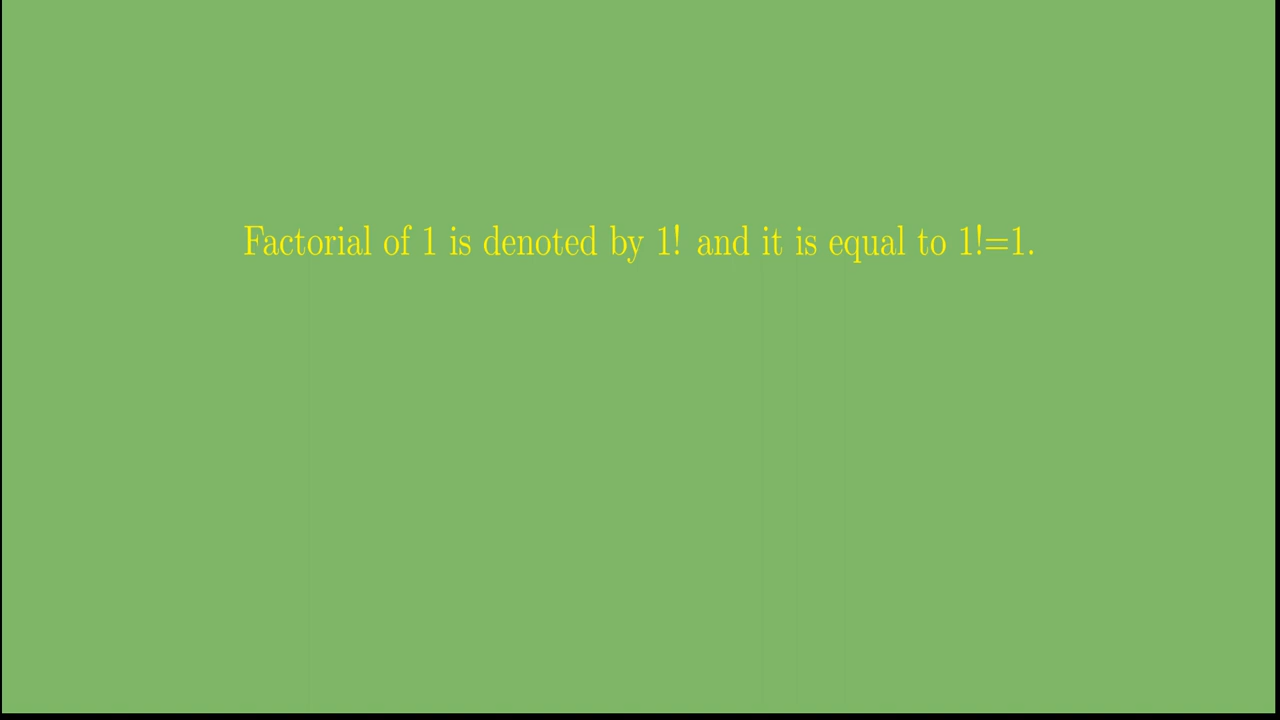 Factorial of 1 is denoted by 1! and it is equal to 1!=1.